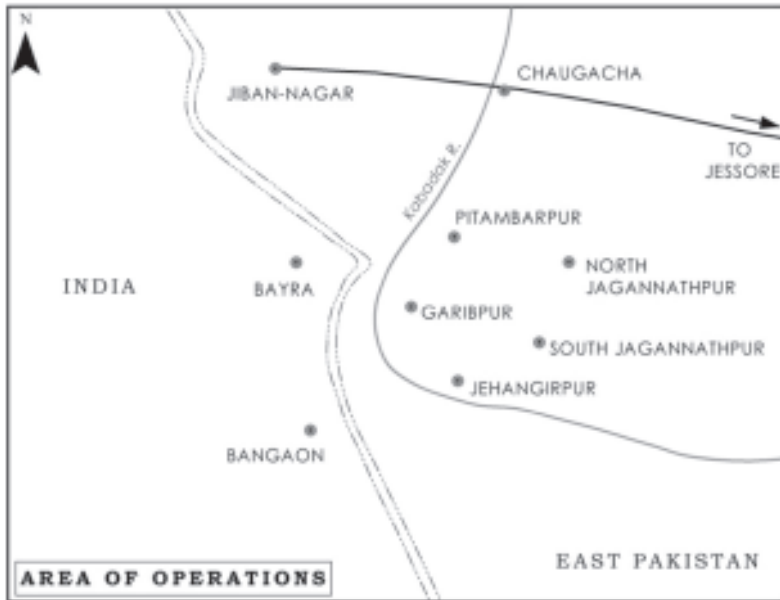 N
CHAUGACHA
JIBAN-NAGAR
TO
JESSORE
Kabadak R.
PITAMBARPUR
NORTH
JAGANNATHPUR
INDIA
BAYRA
GARIBPUR
SOUTH JAGANNATHPUR
JEHANGIRPUR
BANGAON
EAST PAKISTAN
AREA OF OPERATIONS